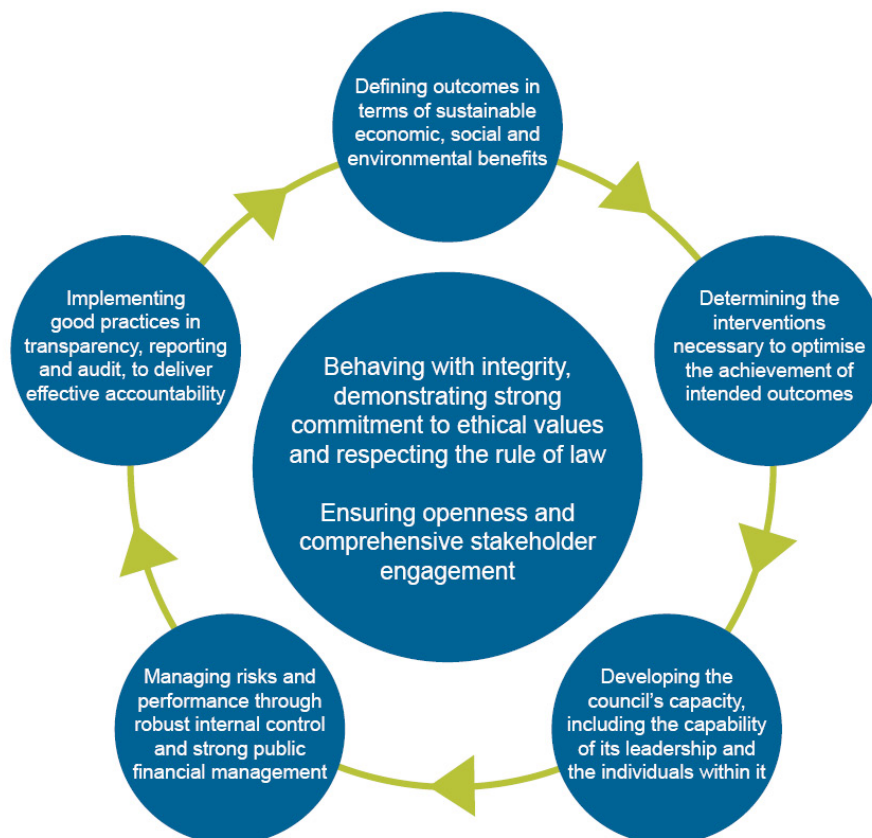 Defining outcomes in
terms of sustainable
economic, social and
environmental benefits
Determining the
interventions
necessary to optimise
the achievement of
intended outcomes
Developing the
council's capacity,
including the capability
of its leadership and
the individuals within it
Managing risks and
performance through
robust internal control
and strong public
financial management
Implementing
good practices in
transparency, reporting
and audit, to deliver
effective accountability
Behaving with integrity,
demonstrating strong
commitment to ethical values
and respecting the rule of law
Ensuring openness and
comprehensive stakeholder
engagement